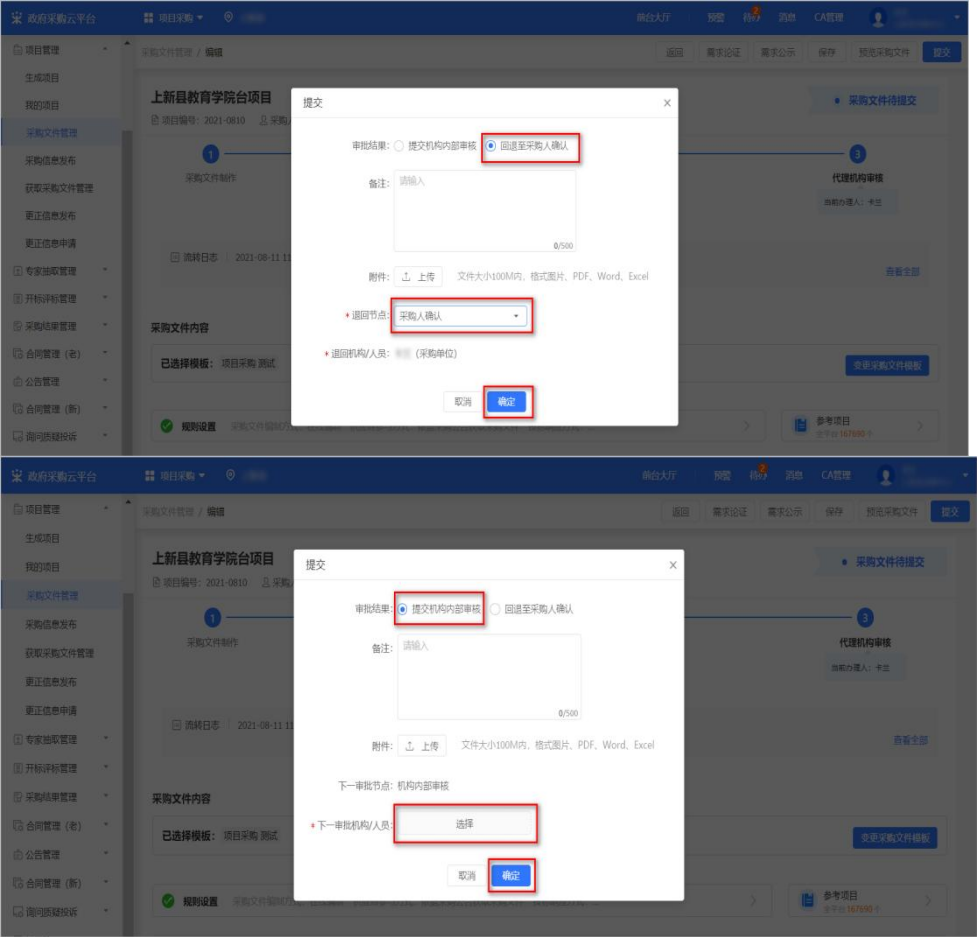 政府采购云平台 项目采购 前台大厅 预警 待办 2 消息 CA管理
项目管理 采购文件管理 / 编辑 返回 需求论证 需求公示 保存 预览采购文件 提交
生成项目
我的项目
采购文件管理
采购信息发布
获取采购文件管理
更正信息发布
更正信息申请
专家抽取管理
开标评标管理
采购结果管理
合同管理（老）
公告管理
合同管理（新）
询问质疑投诉
上新县教育学院台项目 采购文件待提交
项目编号：2021-0810 采购人
1 3
采购文件制作 代理机构审核
当前办理人：卡兰
流转日志 2021-08-11 11 查看全部
采购文件内容
已选择模板：项目采购 测试 变更采购文件模板
规则设置 参考项目
全平台 167690 个
提交 x
审批结果： 提交机构内部审核 回退至采购人确认
备注： 请输入
0/500
附件： 上传 文件大小100M内，格式图片、PDF、Word、Excel
* 退回节点： 采购人确认
* 退回机构/人员： （采购单位）
取消 确定
政府采购云平台 项目采购 前台大厅 预警 待办 2 消息 CA管理
项目管理 采购文件管理 / 编辑 返回 需求论证 需求公示 保存 预览采购文件 提交
生成项目
我的项目
采购文件管理
采购信息发布
获取采购文件管理
更正信息发布
更正信息申请
专家抽取管理
开标评标管理
采购结果管理
合同管理（老）
公告管理
合同管理（新）
询问质疑投诉
上新县教育学院台项目 采购文件待提交
项目编号：2021-0810 采购人
1 3
采购文件制作 代理机构审核
当前办理人：卡兰
流转日志 2021-08-11 11 查看全部
采购文件内容
已选择模板：项目采购 测试 变更采购文件模板
规则设置 参考项目
全平台 167690 个
提交 x
审批结果： 提交机构内部审核 回退至采购人确认
备注： 请输入
0/500
附件： 上传 文件大小100M内，格式图片、PDF、Word、Excel
下一审批节点：机构内部审核
* 下一审批机构/人员： 选择
取消 确定